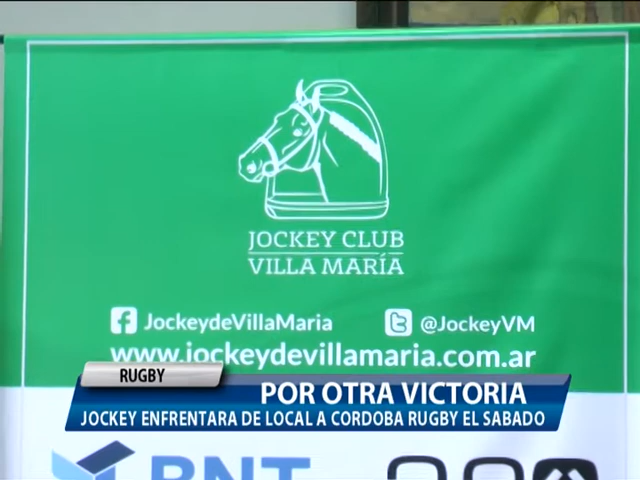 JOCKEY CLUB
VILLA MARÍA
JockeydeVillaMaria
@JockeyVM
www.jockeydevillamaria.com.ar
RUGBY
POR OTRA VICTORIA
JOCKEY ENFRENTARA DE LOCAL A CORDOBA RUGBY EL SABADO
BNT